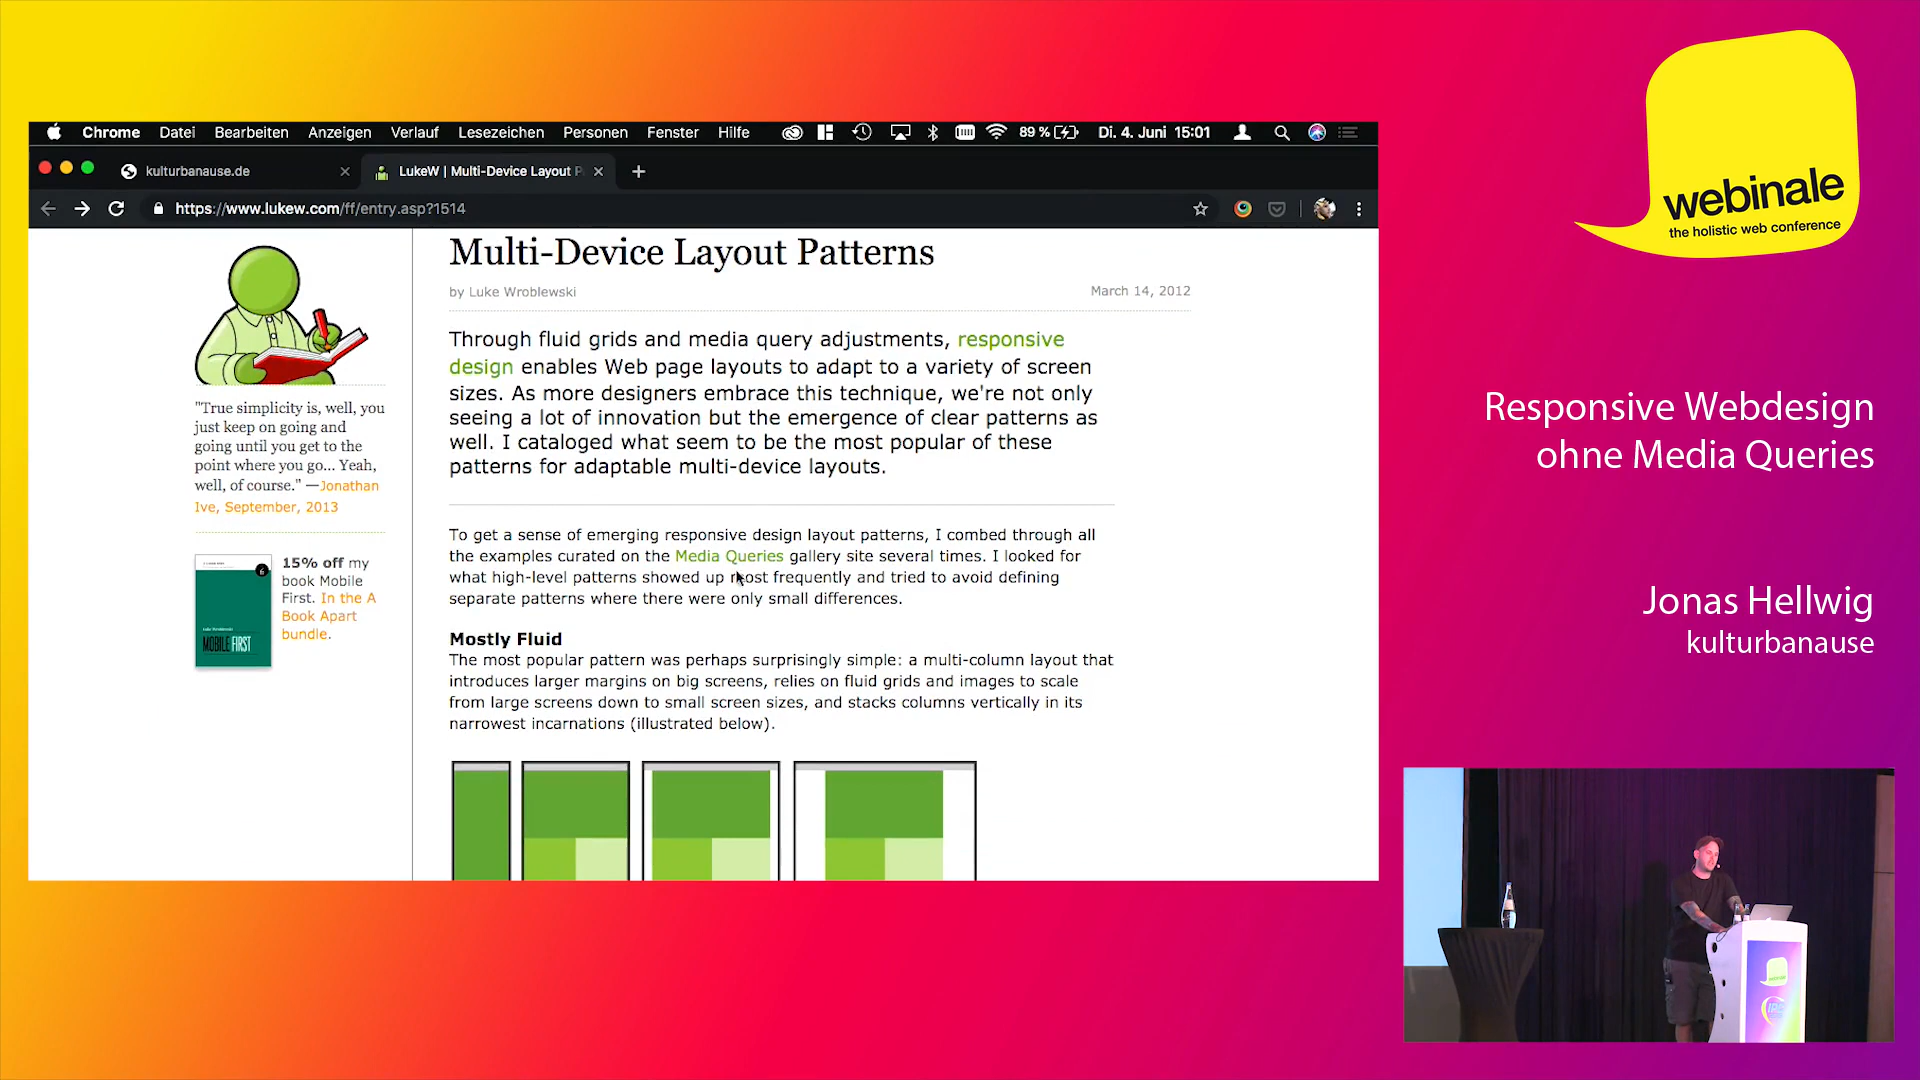 Chrome Datei Bearbeiten Anzeigen Verlauf Lesezeichen Personen Fenster Hilfe 89 % Di. 4. Juni 15:01
kulturbanause.de
LukeW | Multi-Device Layout P
https://www.lukew.com/ff/entry.asp?1514
"True simplicity is, well, you
just keep on going and
going until you get to the
point where you go... Yeah,
well, of course." —Jonathan
Ive, September, 2013
MOBILE FIRST
15% off my
book Mobile
First. In the A
Book Apart
bundle.
Multi-Device Layout Patterns
by Luke Wroblewski
March 14, 2012
Through fluid grids and media query adjustments, responsive
design enables Web page layouts to adapt to a variety of screen
sizes. As more designers embrace this technique, we're not only
seeing a lot of innovation but the emergence of clear patterns as
well. I cataloged what seem to be the most popular of these
patterns for adaptable multi-device layouts.
To get a sense of emerging responsive design layout patterns, I combed through all
the examples curated on the Media Queries gallery site several times. I looked for
what high-level patterns showed up most frequently and tried to avoid defining
separate patterns where there were only small differences.
Mostly Fluid
The most popular pattern was perhaps surprisingly simple: a multi-column layout that
introduces larger margins on big screens, relies on fluid grids and images to scale
from large screens down to small screen sizes, and stacks columns vertically in its
narrowest incarnations (illustrated below).
webinale
the holistic web conference
Responsive Webdesign
ohne Media Queries
Jonas Hellwig
kulturbanause